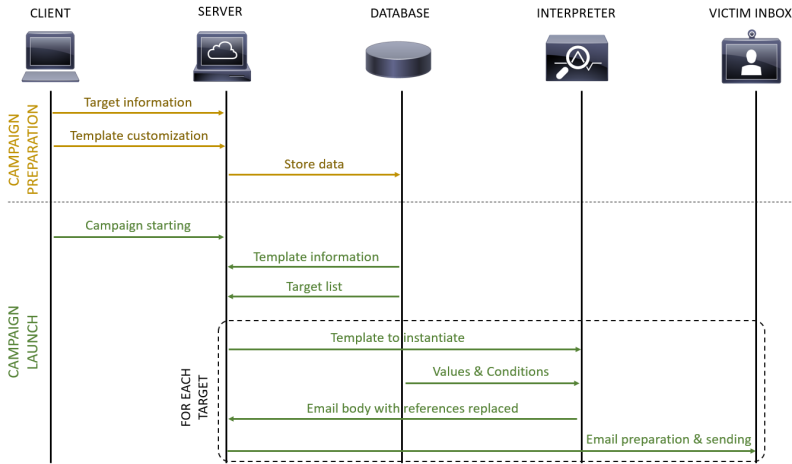 CLIENT
SERVER
DATABASE
INTERPRETER
VICTIM INBOX
CAMPAIGN
PREPARATION
Target information
Template customization
Store data
CAMPAIGN
LAUNCH
Campaign starting
Template information
Target list
FOR EACH
TARGET
Template to instantiate
Values & Conditions
Email body with references replaced
Email preparation & sending